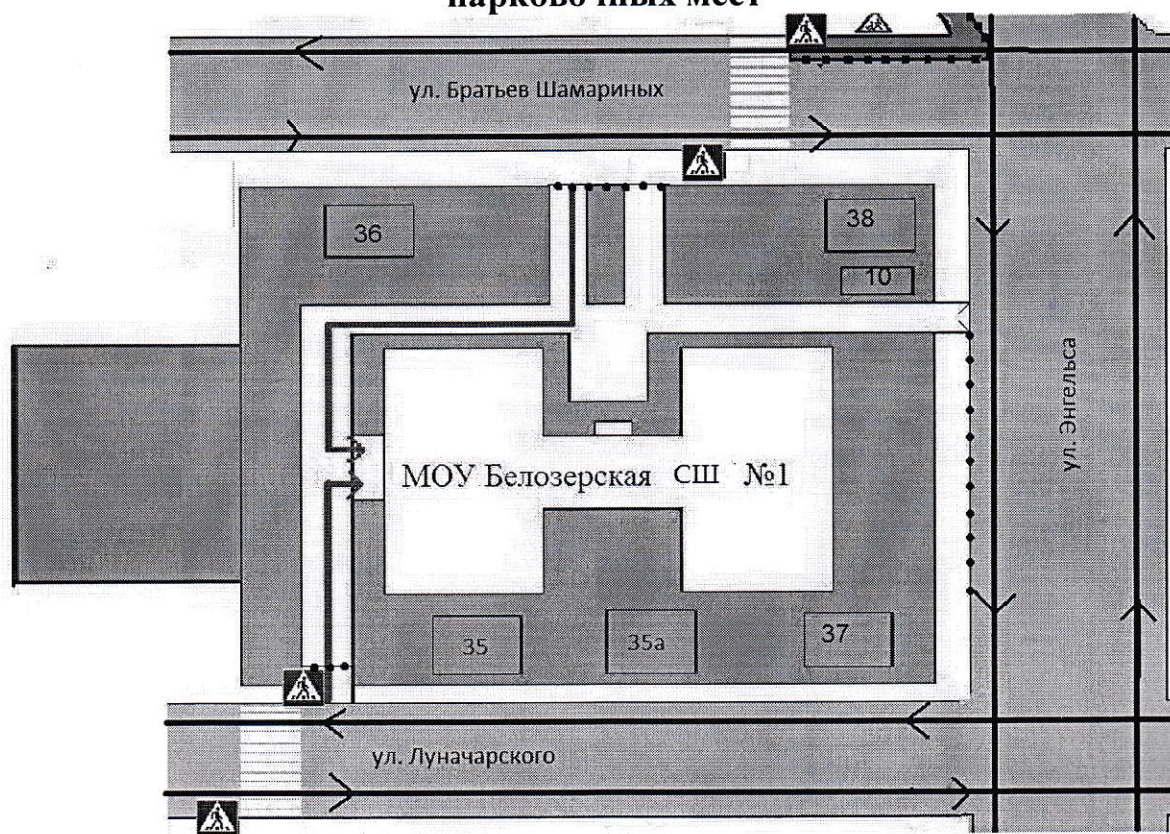 парковочных мест
ул. Братьев Шамариных
36
38
10
ул. Энгельса
МОУ Белозерская СШ №1
35
35а
37
ул. Луначарского